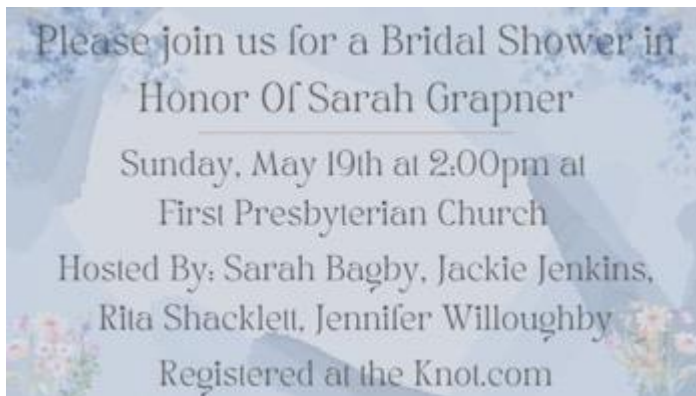 Please join us for a Bridal Shower in
Honor Of Sarah Grapner
Sunday, May 19th at 2:00pm at
First Presbyterian Church
Hosted By: Sarah Bagby, Jackie Jenkins,
Rita Shacklett, Jennifer Willoughby
Registered at the Knot.com